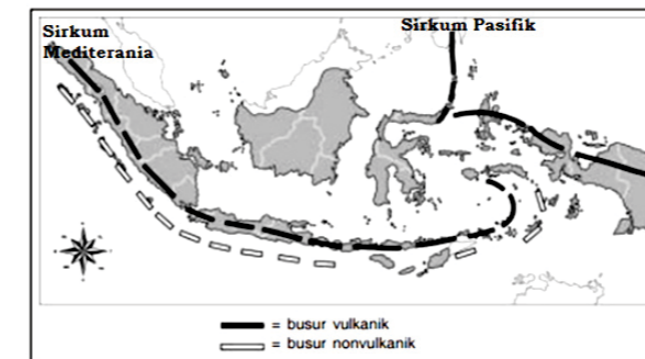 Sirkum
Mediterania
Sirkum Pasifik
= busur vulkanik
= busur nonvulkanik